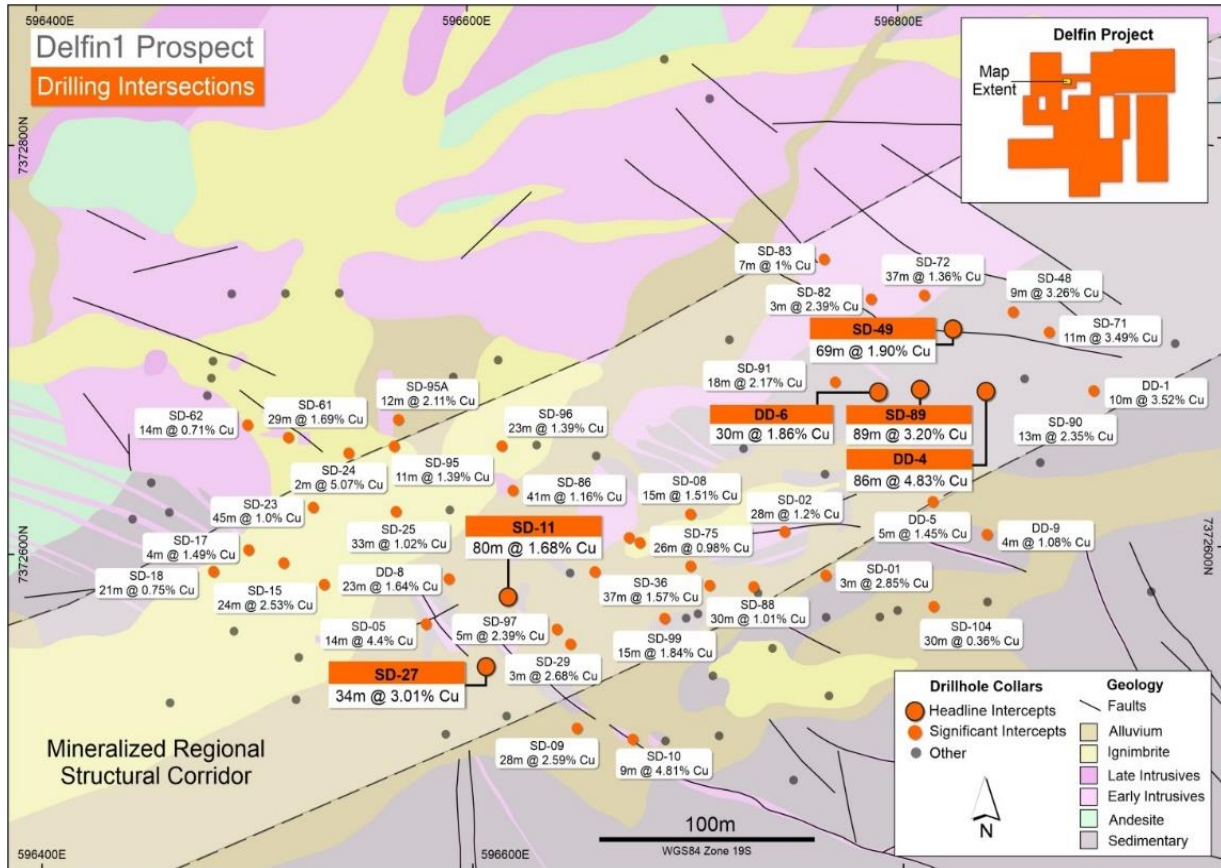 596400E
596600E
596800E
Delfin1 Prospect
Drilling Intersections
Delfin Project
Map
Extent
7372800N
SD-83
7m @ 1% Cu
SD-72
37m @ 1.36% Cu
SD-82
3m @ 2.39% Cu
SD-48
9m @ 3.26% Cu
SD-49
69m @ 1.90% Cu
SD-71
11m @ 3.49% Cu
SD-91
18m @ 2.17% Cu
SD-95A
12m @ 2.11% Cu
DD-1
10m @ 3.52% Cu
SD-62
14m @ 0.71% Cu
SD-61
29m @ 1.69% Cu
SD-96
23m @ 1.39% Cu
DD-6
30m @ 1.86% Cu
SD-89
89m @ 3.20% Cu
SD-90
13m @ 2.35% Cu
SD-24
2m @ 5.07% Cu
SD-95
11m @ 1.39% Cu
DD-4
86m @ 4.83% Cu
SD-86
41m @ 1.16% Cu
SD-08
15m @ 1.51% Cu
SD-02
28m @ 1.2% Cu
SD-23
45m @ 1.0% Cu
SD-25
33m @ 1.02% Cu
SD-11
80m @ 1.68% Cu
SD-75
26m @ 0.98% Cu
DD-5
5m @ 1.45% Cu
DD-9
4m @ 1.08% Cu
7372600N
7372600N
SD-17
4m @ 1.49% Cu
SD-18
21m @ 0.75% Cu
SD-15
24m @ 2.53% Cu
DD-8
23m @ 1.64% Cu
SD-36
37m @ 1.57% Cu
SD-01
3m @ 2.85% Cu
SD-88
30m @ 1.01% Cu
SD-104
30m @ 0.36% Cu
SD-05
14m @ 4.4% Cu
SD-97
5m @ 2.39% Cu
SD-99
15m @ 1.84% Cu
SD-29
3m @ 2.68% Cu
SD-27
34m @ 3.01% Cu
SD-09
28m @ 2.59% Cu
SD-10
9m @ 4.81% Cu
Mineralized Regional
Structural Corridor
Drillhole Collars
Headline Intercepts
Significant Intercepts
Other
N
Geology
Faults
Alluvium
Ignimbrite
Late Intrusives
Early Intrusives
Andesite
Sedimentary
100m
WGS84 Zone 19S
596400E
596600E
596800E